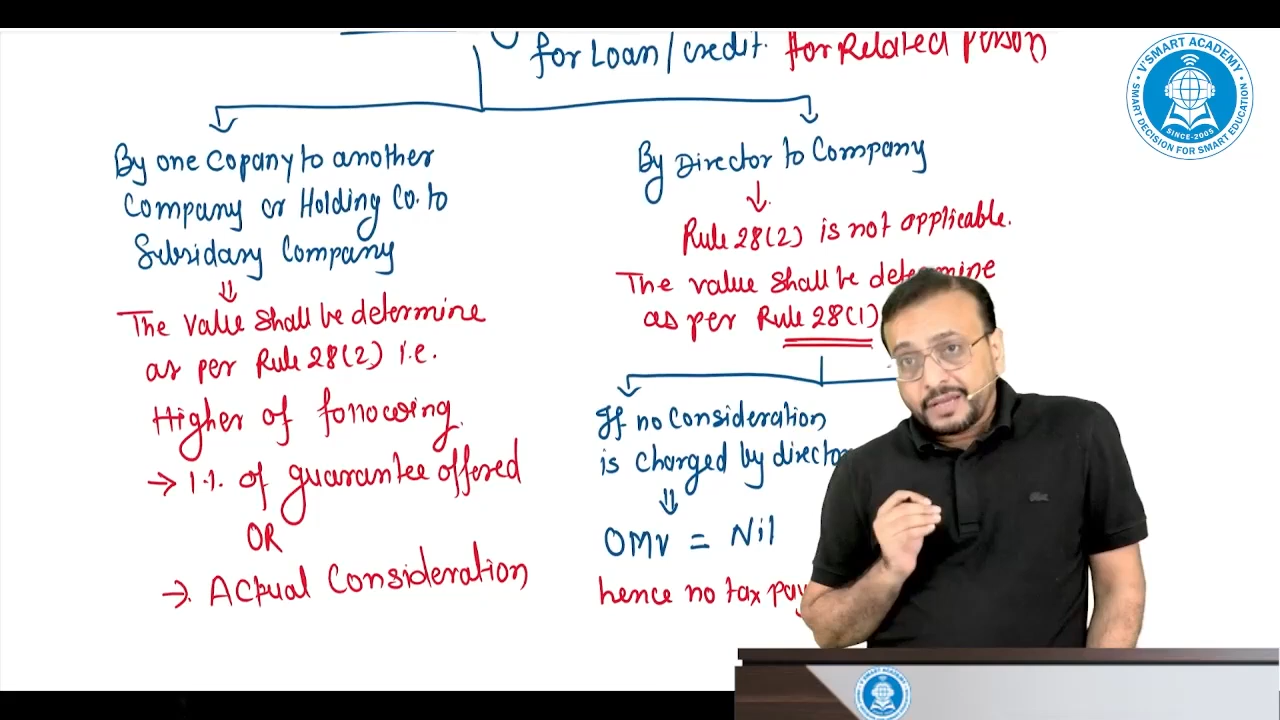 for Loan/credit. for Related Person
By one Copany to another
Company or Holding Co. to
Subsidary Company
The value shall be determine
as per Rule 28(2) i.e.
Higher of following.
→ 1.1. of guarantee offered
OR
→ Actual Consideration
By Director to Company
Rule 28(2) is not applicable.
The value shall be determine
as per Rule 28(1)
If no Consideration
is charged by director
OMV = Nil
hence no tax pay
V'SMART ACADEMY
SINCE-2005
SMART DECISION FOR SMART EDUCATION